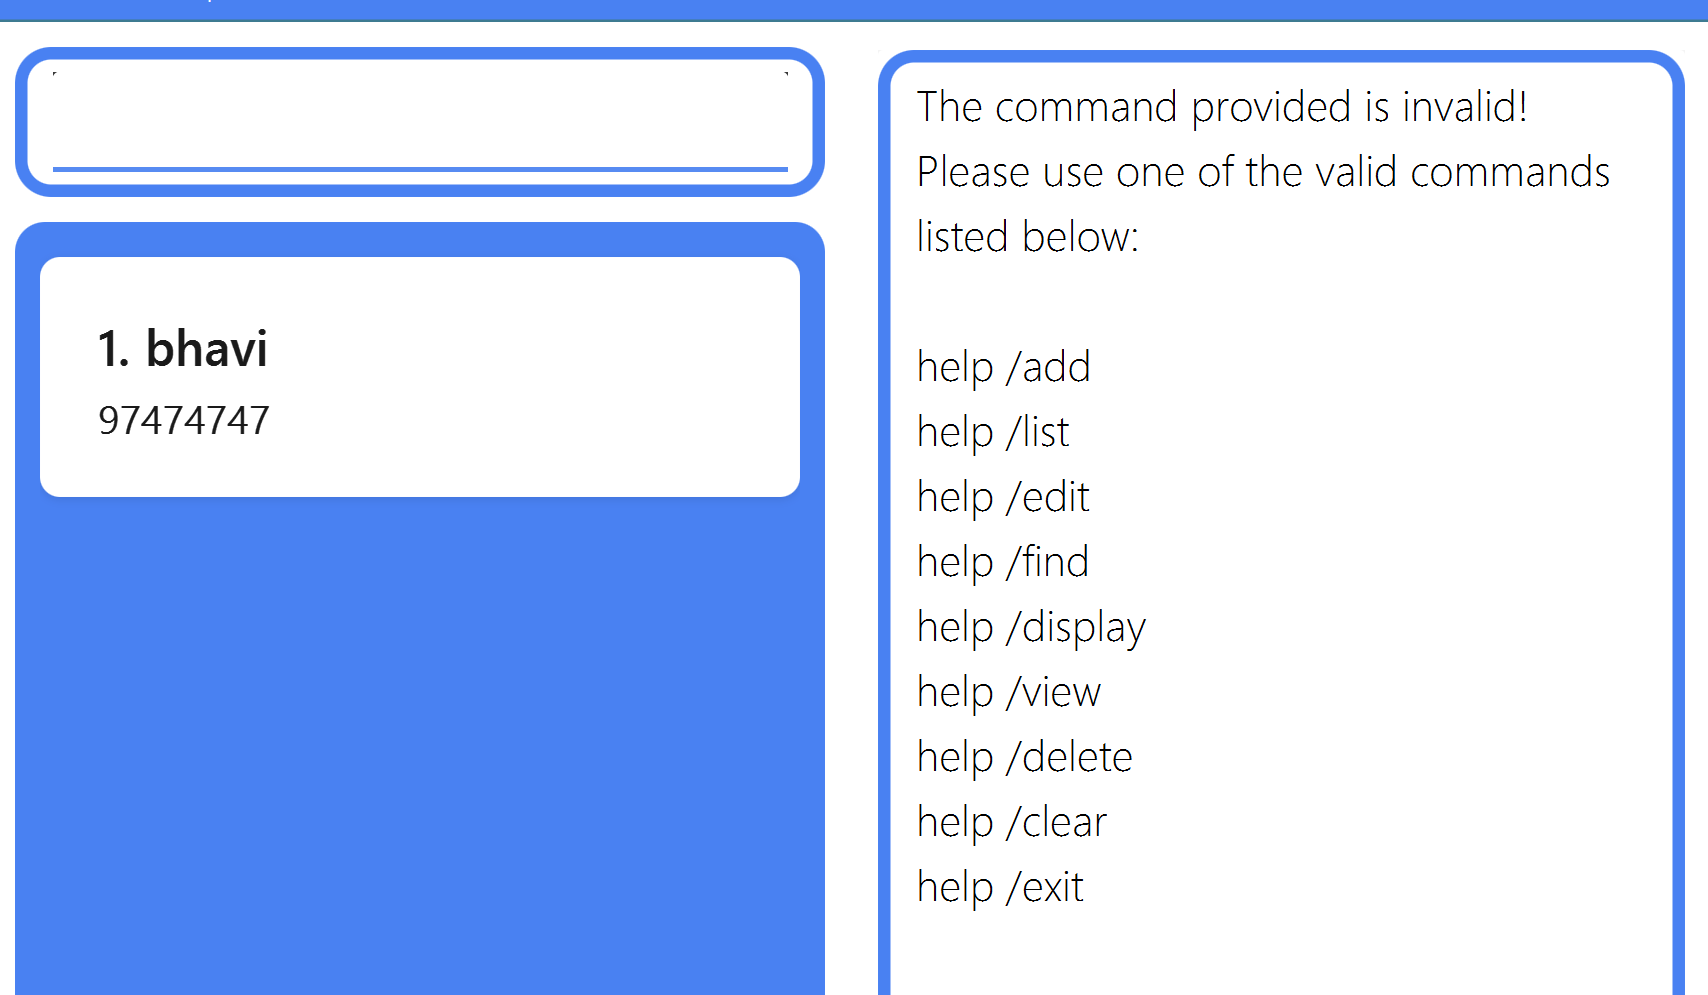 1. bhavi
97474747
The command provided is invalid!
Please use one of the valid commands
listed below:
help /add
help /list
help /edit
help /find
help /display
help /view
help /delete
help /clear
help /exit